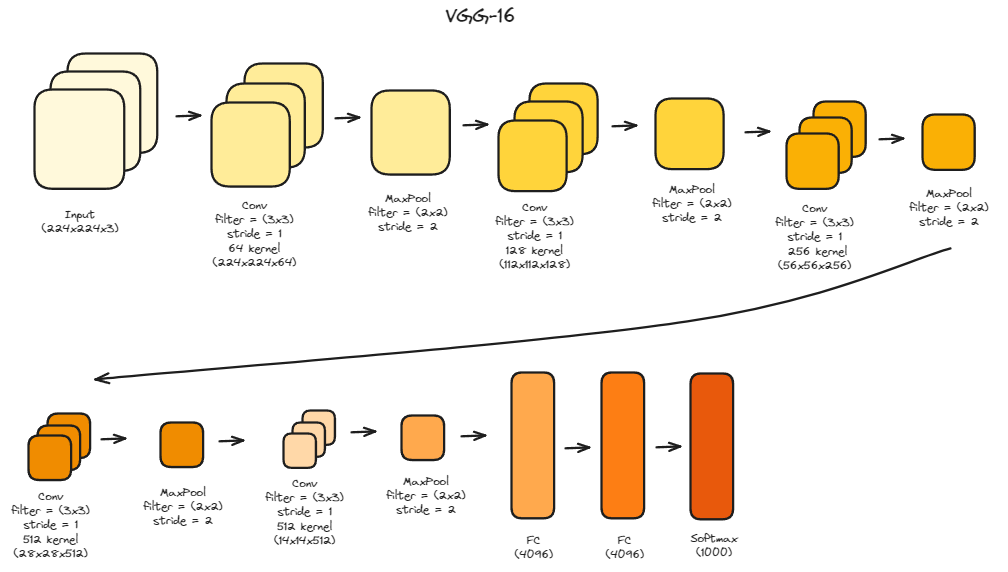 VGG-16
Input
(224x224x3)
Conv
filter = (3x3)
stride = 1
64 kernel
(224x224x64)
MaxPool
filter = (2x2)
stride = 2
Conv
filter = (3x3)
stride = 1
128 kernel
(112x112x128)
MaxPool
filter = (2x2)
stride = 2
Conv
filter = (3x3)
stride = 1
256 kernel
(56x56x256)
MaxPool
filter = (2x2)
stride = 2
Conv
filter = (3x3)
stride = 1
512 kernel
(28x28x512)
MaxPool
filter = (2x2)
stride = 2
Conv
filter = (3x3)
stride = 1
512 kernel
(14x14x512)
MaxPool
filter = (2x2)
stride = 2
FC
(4096)
FC
(4096)
Softmax
(1000)